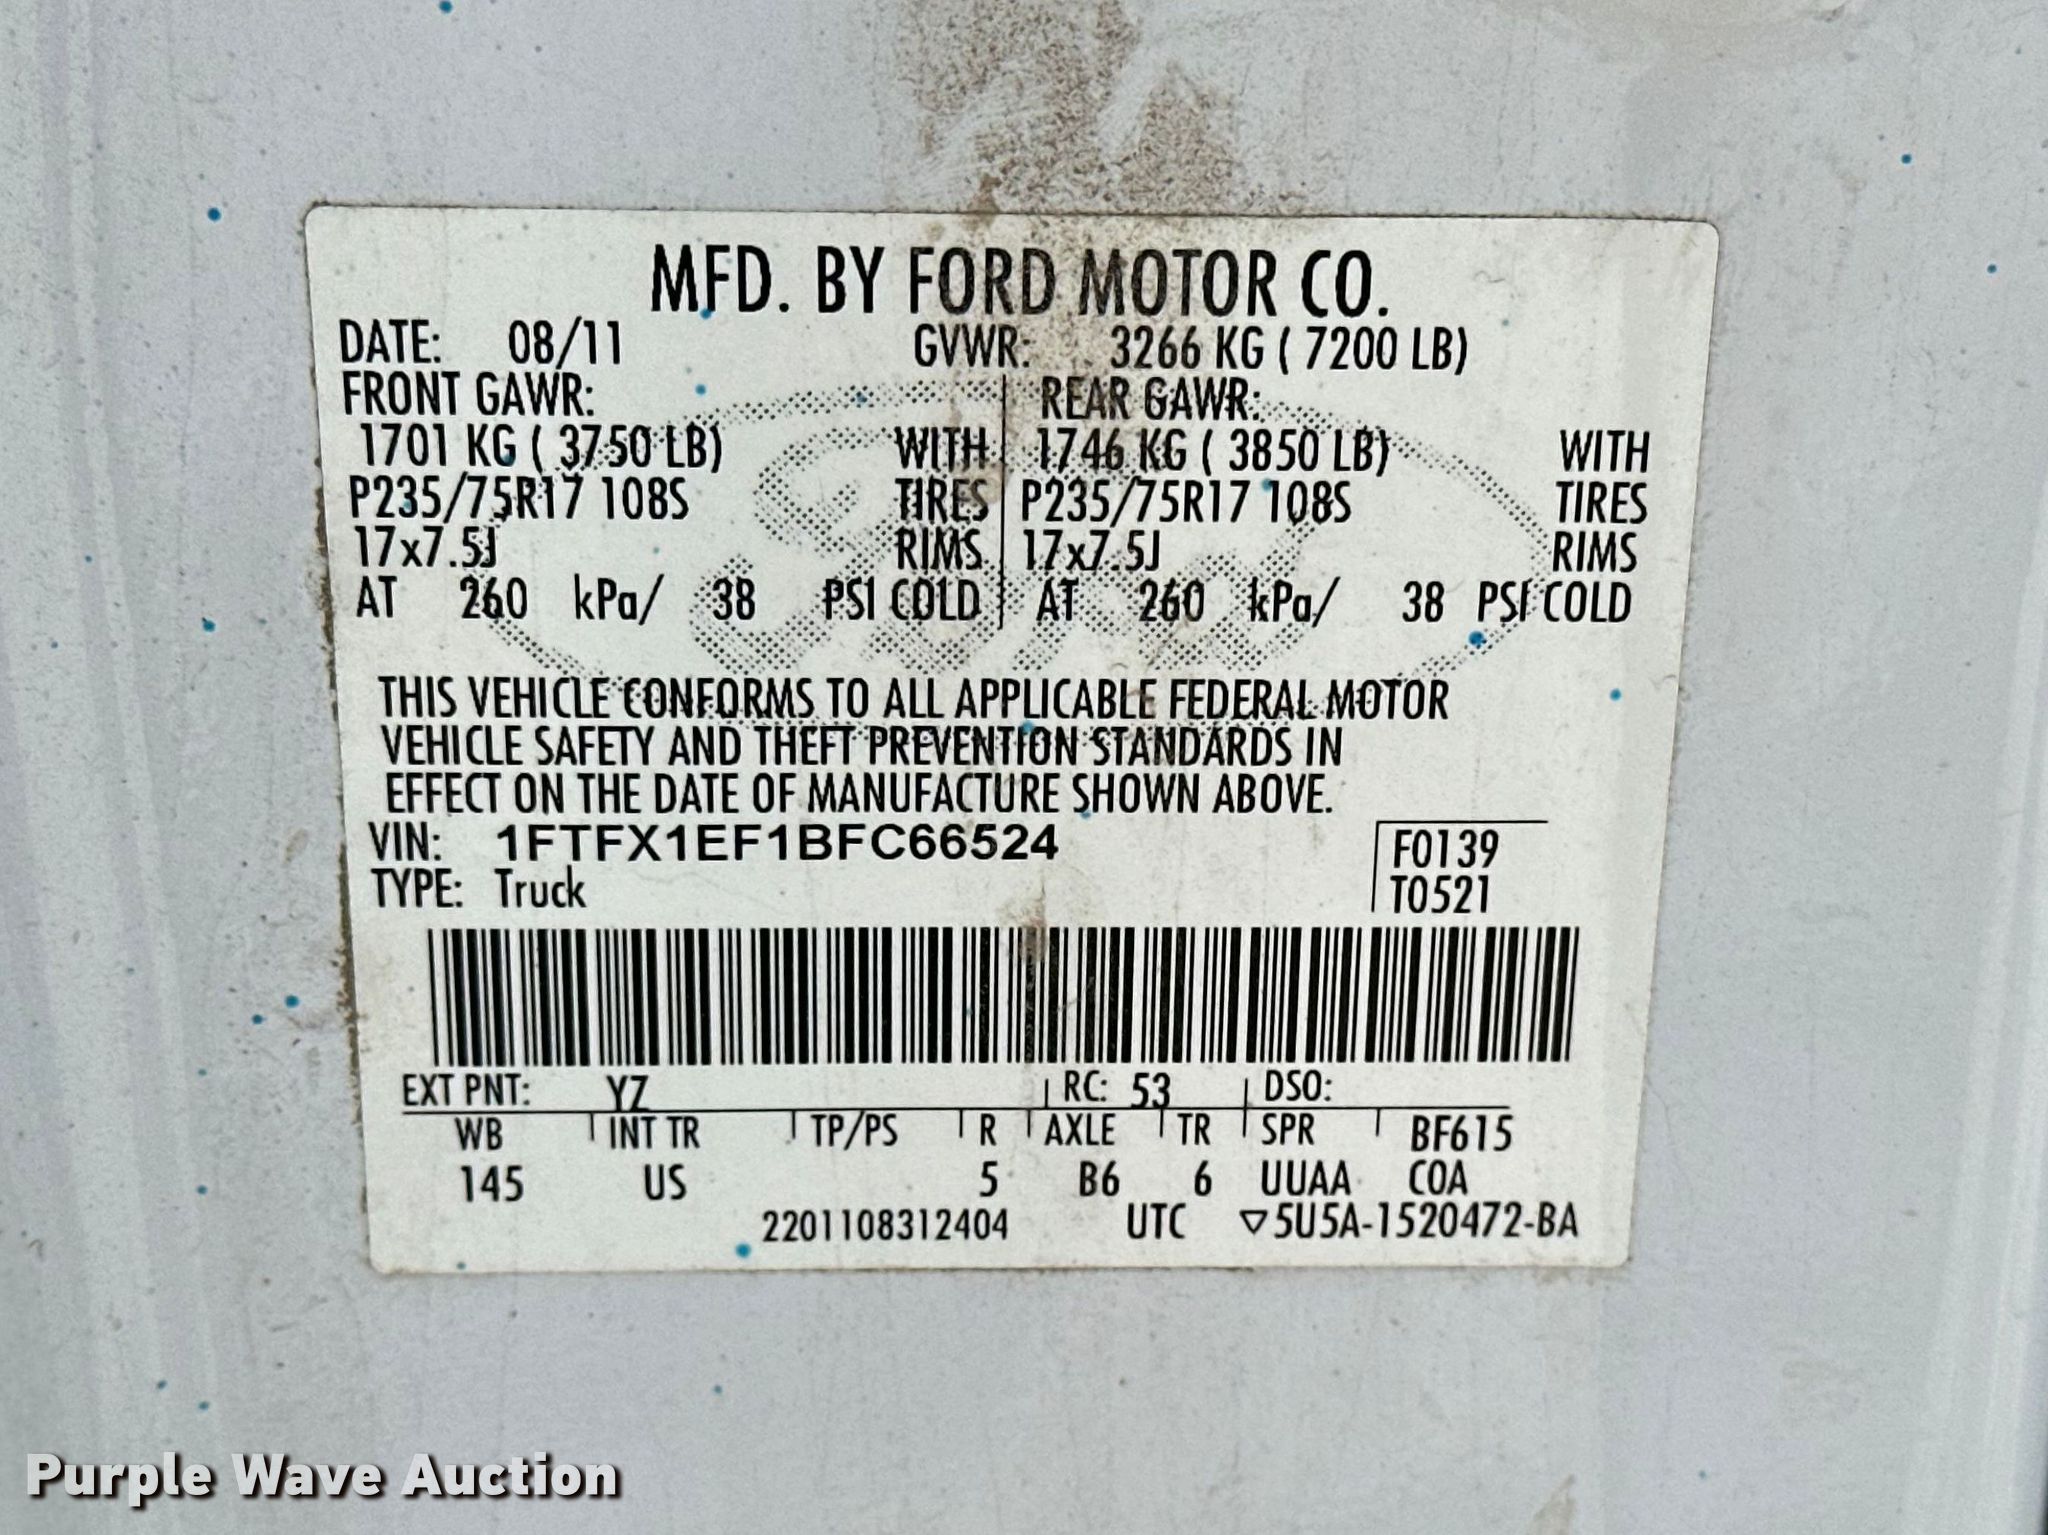 MFD. BY FORD MOTOR CO.
DATE: 08/11 GVWR: 3266 KG ( 7200 LB)
FRONT GAWR: REAR GAWR:
1701 KG ( 3750 LB) WITH 1746 KG ( 3850 LB) WITH
P235/75R17 108S TIRES P235/75R17 108S TIRES
17x7.5J RIMS 17x7.5J RIMS
AT 260 kPa/ 38 PSI COLD AT 260 kPa/ 38 PSI COLD
THIS VEHICLE CONFORMS TO ALL APPLICABLE FEDERAL MOTOR
VEHICLE SAFETY AND THEFT PREVENTION STANDARDS IN
EFFECT ON THE DATE OF MANUFACTURE SHOWN ABOVE.
VIN: 1FTFX1EF1BFC66524 F0139
TYPE: Truck T0521
EXT PNT: YZ RC: 53 DSO:
WB INT TR TP/PS R AXLE TR SPR BF615
145 US 5 B6 6 UUAA COA
2201108312404 UTC ▽5U5A-1520472-BA
Purple Wave Auction